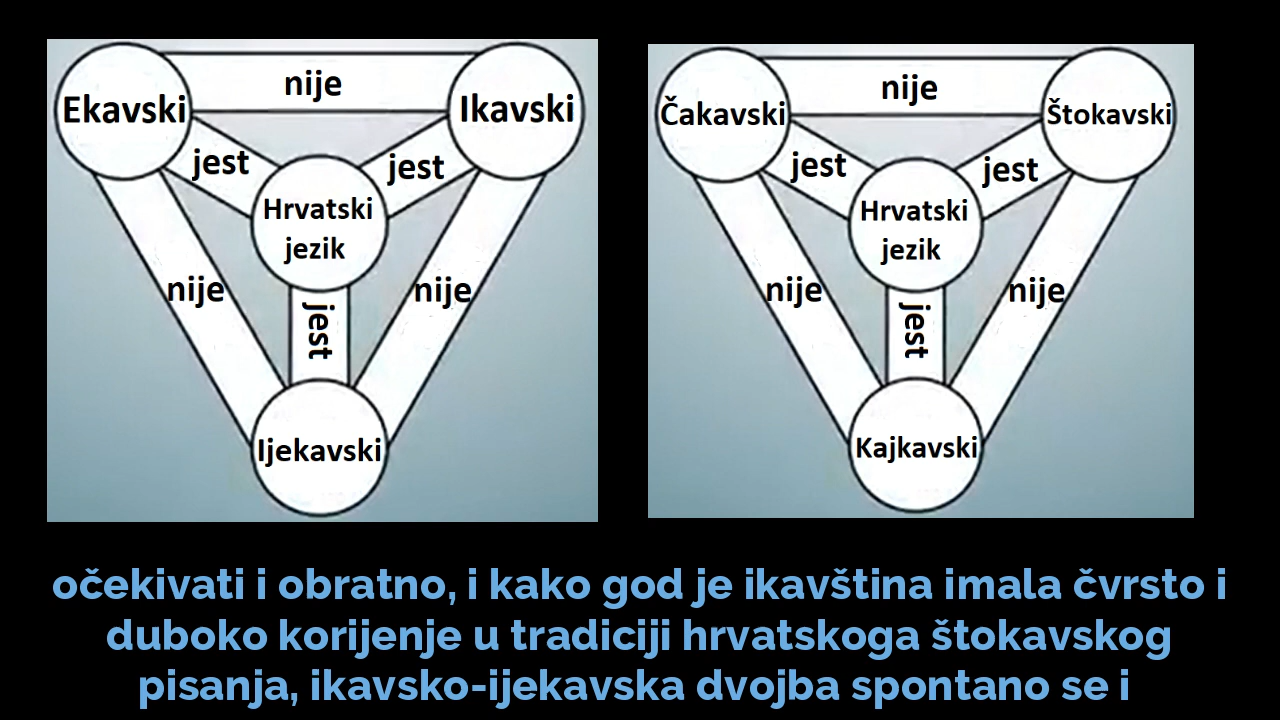 Ekavski
nije
Ikavski
jest
jest
Hrvatski
jezik
nije
nije
jest
Ijekavski
Čakavski
nije
Štokavski
jest
jest
Hrvatski
jezik
nije
nije
jest
Kajkavski
očekivati i obratno, i kako god je ikavština imala čvrsto i
duboko korijenje u tradiciji hrvatskoga štokavskog
pisanja, ikavsko-ijekavska dvojba spontano se i